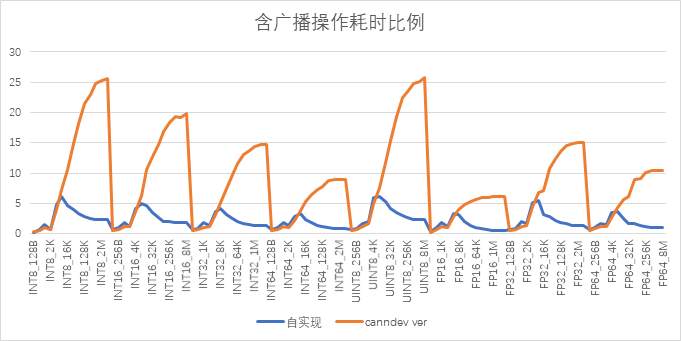 含广播操作耗时比例
30
25
20
15
10
5
0
INT8_128B
INT8_2K
INT8_16K
INT8_128K
INT8_2M
INT16_256B
INT16_4K
INT16_32K
INT16_256K
INT16_8M
INT32_1K
INT32_8K
INT32_64K
INT32_1M
INT64_128B
INT64_2K
INT64_16K
INT64_128K
INT64_2M
UINT8_256B
UINT8_4K
UINT8_32K
UINT8_256K
UINT8_8M
FP16_1K
FP16_8K
FP16_64K
FP16_1M
FP32_128B
FP32_2K
FP32_16K
FP32_128K
FP32_2M
FP64_256B
FP64_4K
FP64_32K
FP64_256K
FP64_8M
自实现 canndev ver